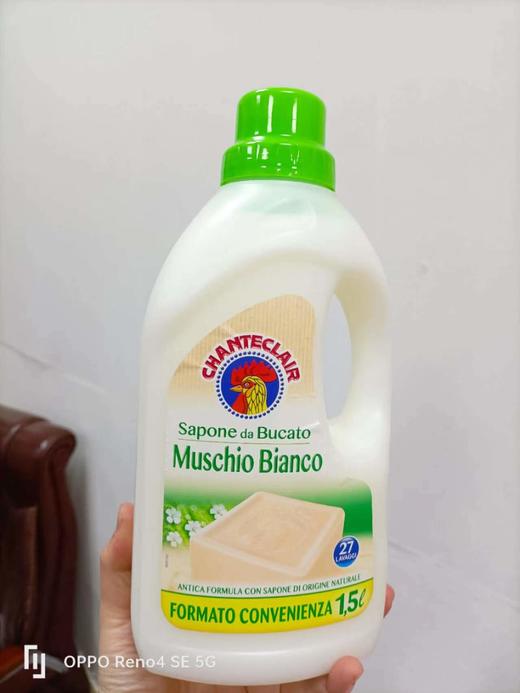 CHANTECLAIR
Sapone da Bucato
Muschio Bianco
27
LAVAGGI
ANTICA FORMULA CON SAPONE DI ORIGINE NATURALE
FORMATO CONVENIENZA 1,5ℓ
OPPO Reno4 SE 5G